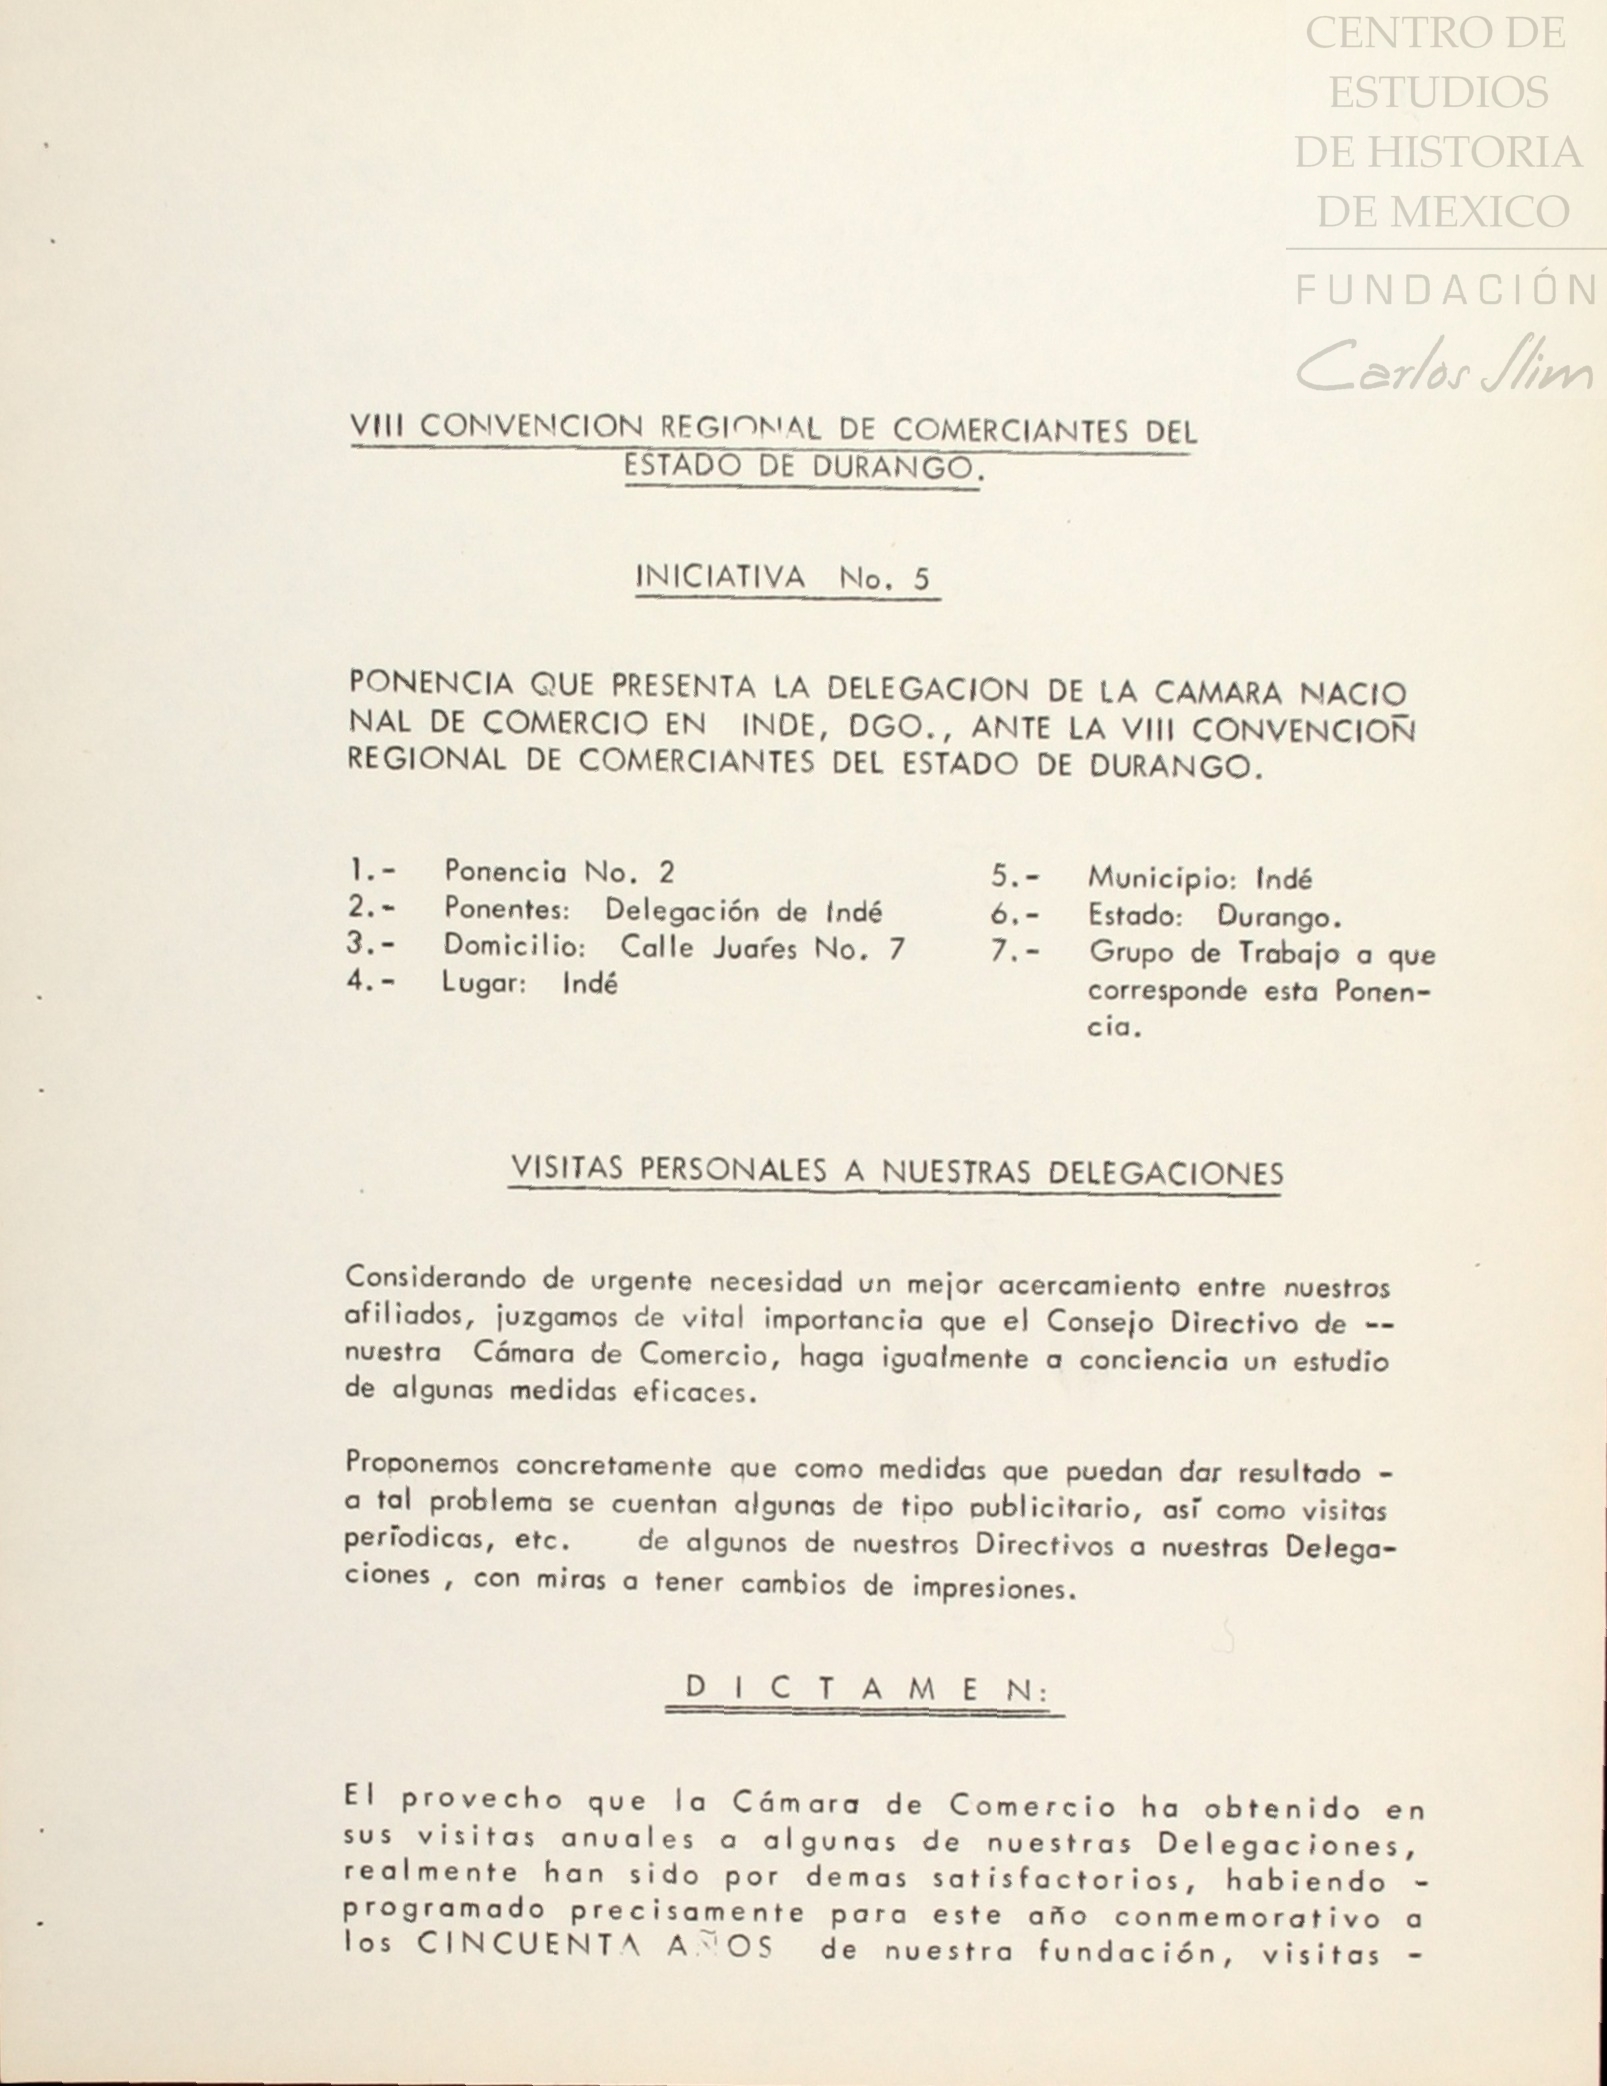 CENTRO DE
ESTUDIOS
DE HISTORIA
DE MEXICO
FUNDACIÓN
Carlos Slim
VIII CONVENCION REGIONAL DE COMERCIANTES DEL
ESTADO DE DURANGO.
INICIATIVA No. 5
PONENCIA QUE PRESENTA LA DELEGACION DE LA CAMARA NACIO
NAL DE COMERCIO EN INDE, DGO., ANTE LA VIII CONVENCIOÑ
REGIONAL DE COMERCIANTES DEL ESTADO DE DURANGO.
1.- Ponencia No. 2
2.- Ponentes: Delegación de Indé
3.- Domicilio: Calle Juaŕes No. 7
4.- Lugar: Indé
5.- Municipio: Indé
6.- Estado: Durango.
7.- Grupo de Trabajo a que
corresponde esta Ponen-
cia.
VISITAS PERSONALES A NUESTRAS DELEGACIONES
Considerando de urgente necesidad un mejor acercamiento entre nuestros
afiliados, juzgamos de vital importancia que el Consejo Directivo de --
nuestra Cámara de Comercio, haga igualmente a conciencia un estudio
de algunas medidas eficaces.
Proponemos concretamente que como medidas que puedan dar resultado -
a tal problema se cuentan algunas de tipo publicitario, así como visitas
períodicas, etc. de algunos de nuestros Directivos a nuestras Delega-
ciones , con miras a tener cambios de impresiones.
D I C T A M E N:
El provecho que la Cámara de Comercio ha obtenido en
sus visitas anuales a algunas de nuestras Delegaciones,
realmente han sido por demas satisfactorios, habiendo -
programado precisamente para este año conmemorativo a
los CINCUENTA AÑOS de nuestra fundación, visitas -